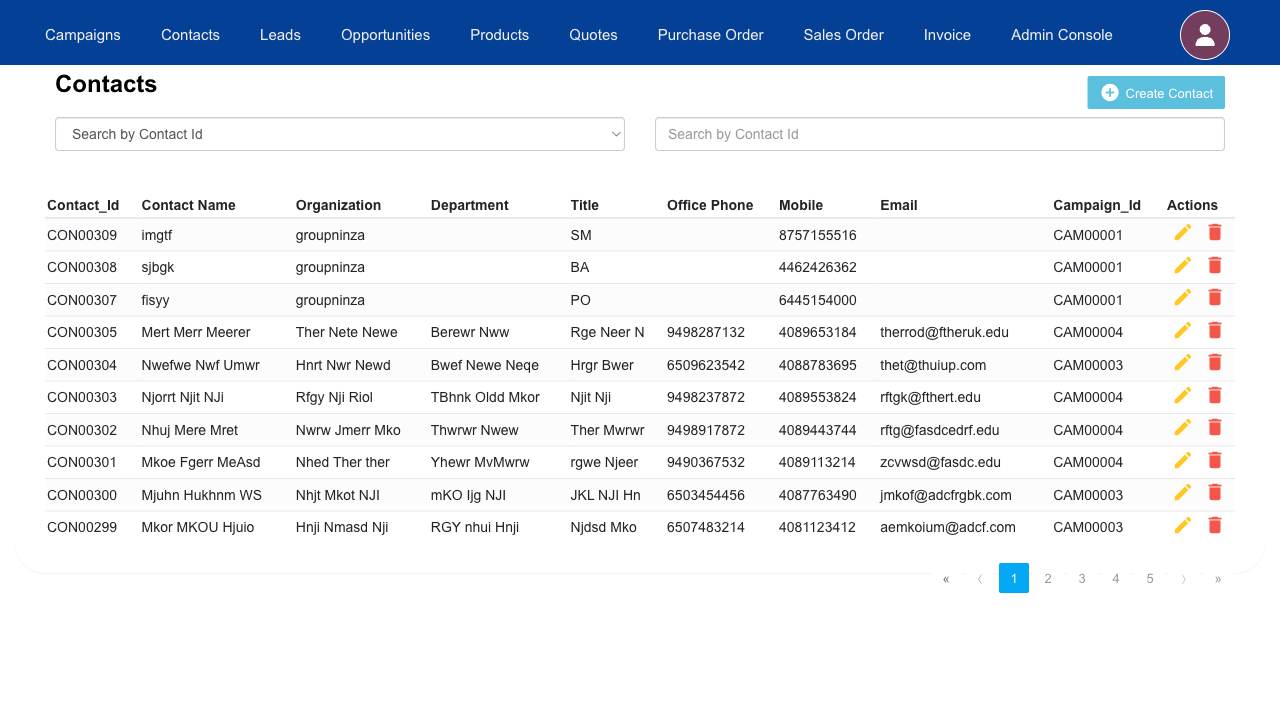 Campaigns Contacts Leads Opportunities Products Quotes Purchase Order Sales Order Invoice Admin Console
Contacts
Create Contact
Search by Contact Id Search by Contact Id
Contact_Id Contact Name Organization Department Title Office Phone Mobile Email Campaign_Id Actions
CON00309 imgtf groupninza SM 8757155516 CAM00001
CON00308 sjbgk groupninza BA 4462426362 CAM00001
CON00307 fisyy groupninza PO 6445154000 CAM00001
CON00305 Mert Merr Meerer Ther Nete Newe Berewr Nww Rge Neer N 9498287132 4089653184 therrod@ftheruk.edu CAM00004
CON00304 Nwefwe Nwf Umwr Hnrt Nwr Newd Bwef Newe Neqe Hrgr Bwer 6509623542 4088783695 thet@thuiup.com CAM00003
CON00303 Njorrt Njit NJi Rfgy Nji Riol TBhnk Oldd Mkor Njit Nji 9498237872 4089553824 rftgk@fthert.edu CAM00004
CON00302 Nhuj Mere Mret Nwrw Jmerr Mko Thwrwr Nwew Ther Mwrwr 9498917872 4089443744 rftg@fasdcedrf.edu CAM00004
CON00301 Mkoe Fgerr MeAsd Nhed Ther ther Yhewr MvMwrw rgwe Njeer 9490367532 4089113214 zcvwsd@fasdc.edu CAM00004
CON00300 Mjuhn Hukhnm WS Nhjt Mkot NJI mKO Ijg NJI JKL NJI Hn 6503454456 4087763490 jmkof@adcfrgbk.com CAM00003
CON00299 Mkor MKOU Hjuio Hnji Nmasd Nji RGY nhui Hnji Njdsd Mko 6507483214 4081123412 aemkoium@adcf.com CAM00003
« ‹ 1 2 3 4 5 › »